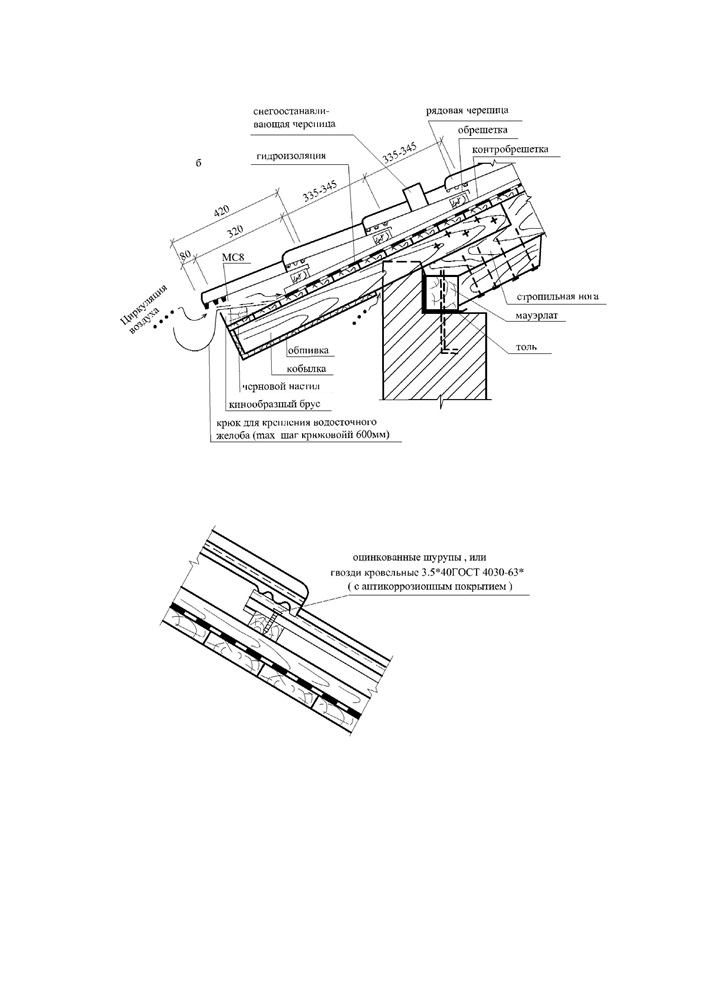 снегоостанавли-
вающая черепица
рядовая черепица
обрешетка
контробрешетка
гидроизоляция
б
335-345
335-345
420
320
80
МС8
Циркуляция
воздуха
стропильная нога
мауэрлат
толь
обшивка
кобылка
черновой настил
кинообразный брус
крюк для крепления водосточного
желоба (max шаг крюковойй 600мм)
оцинкованные шурупы , или
гвозди кровельные 3.5*40ГОСТ 4030-63*
( с антикоррозионным покрытием )